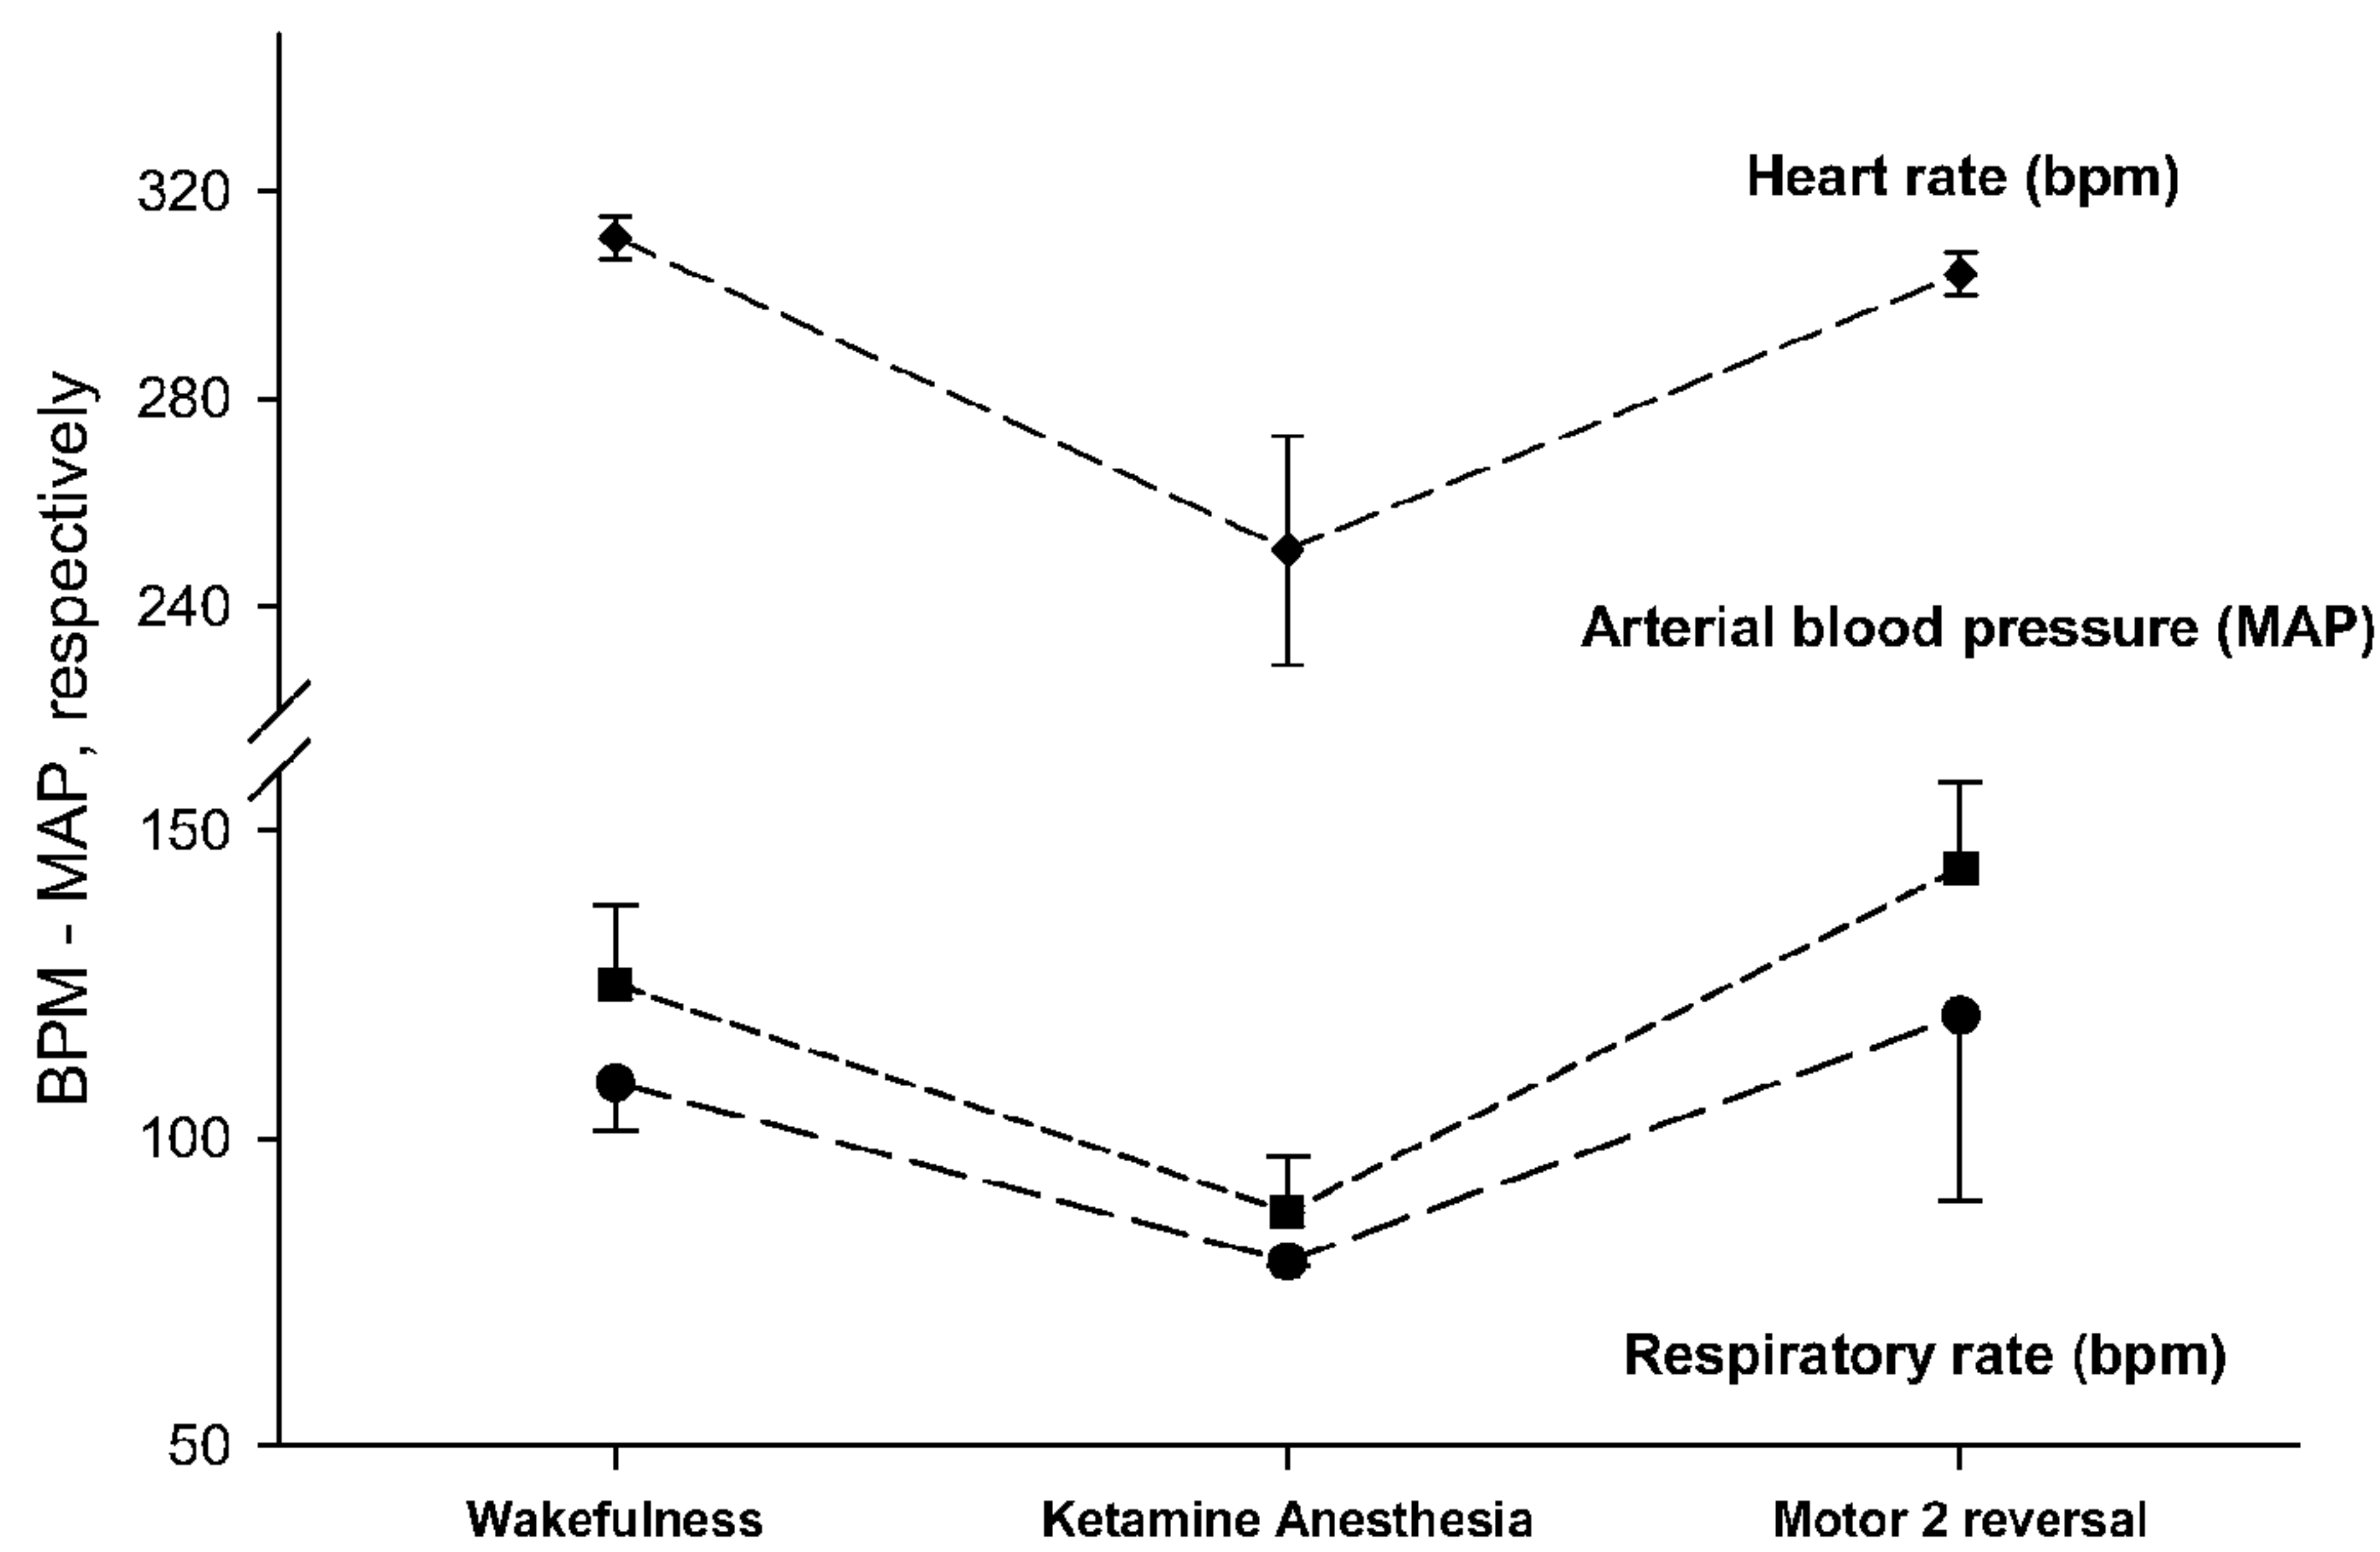 BPM - MAP, respectively
320
280
240
150
100
50
Heart rate (bpm)
Arterial blood pressure (MAP)
Respiratory rate (bpm)
Wakefulness
Ketamine Anesthesia
Motor 2 reversal